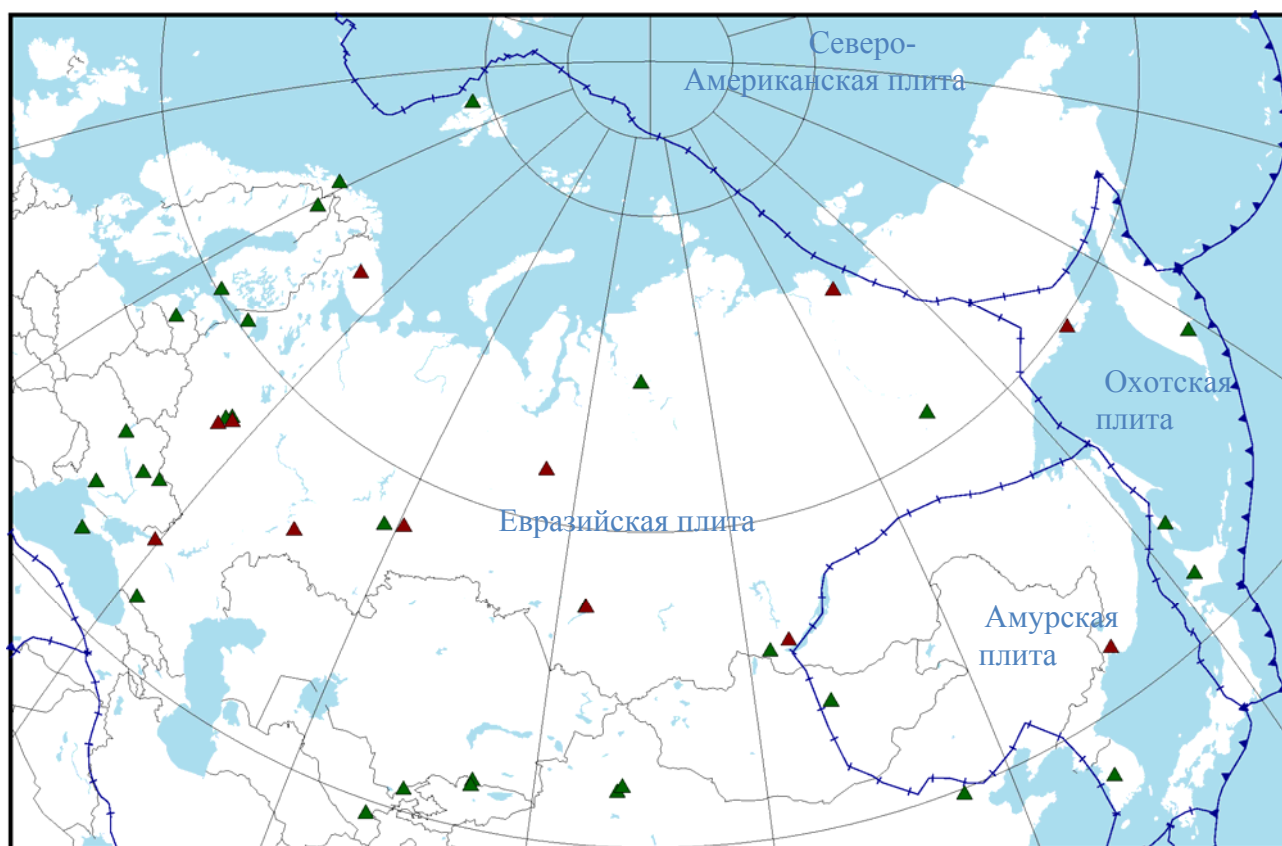 Северо-
Американская плита
Охотская
плита
Евразийская плита
Амурская
плита